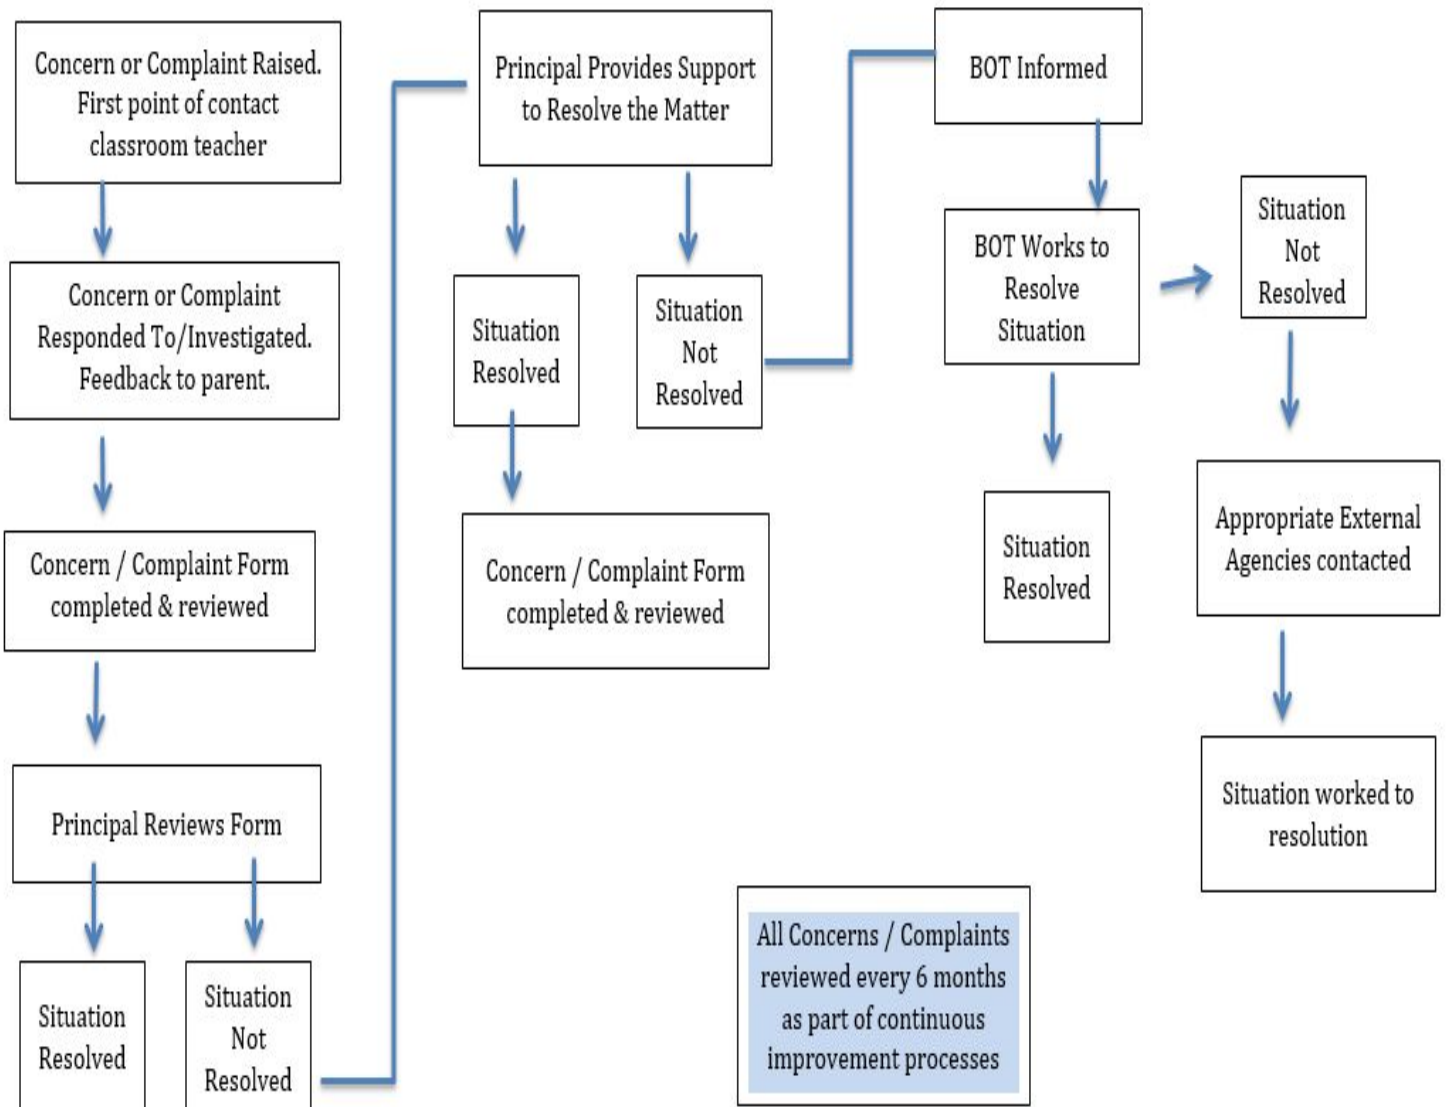 Concern or Complaint Raised.
First point of contact
classroom teacher
Concern or Complaint
Responded To/Investigated.
Feedback to parent.
Concern / Complaint Form
completed & reviewed
Principal Reviews Form
Situation
Resolved
Situation
Not
Resolved
Principal Provides Support
to Resolve the Matter
Situation
Resolved
Situation
Not
Resolved
Concern / Complaint Form
completed & reviewed
BOT Informed
BOT Works to
Resolve
Situation
Situation
Resolved
Situation
Not
Resolved
Appropriate External
Agencies contacted
Situation worked to
resolution
All Concerns / Complaints
reviewed every 6 months
as part of continuous
improvement processes